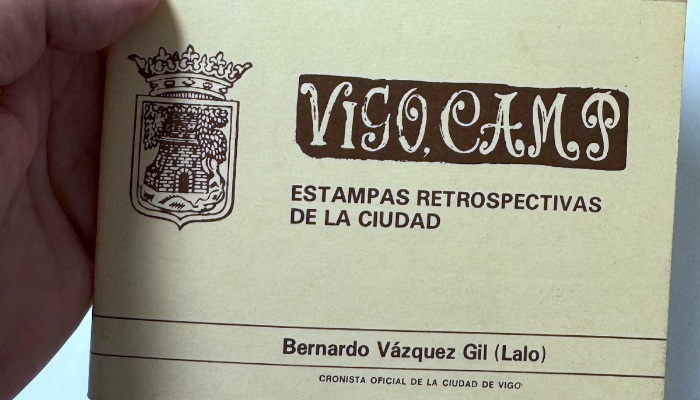 VIGO, CAMP
ESTAMPAS RETROSPECTIVAS
DE LA CIUDAD
Bernardo Vázquez Gil (Lalo)
CRONISTA OFICIAL DE LA CIUDAD DE VIGO